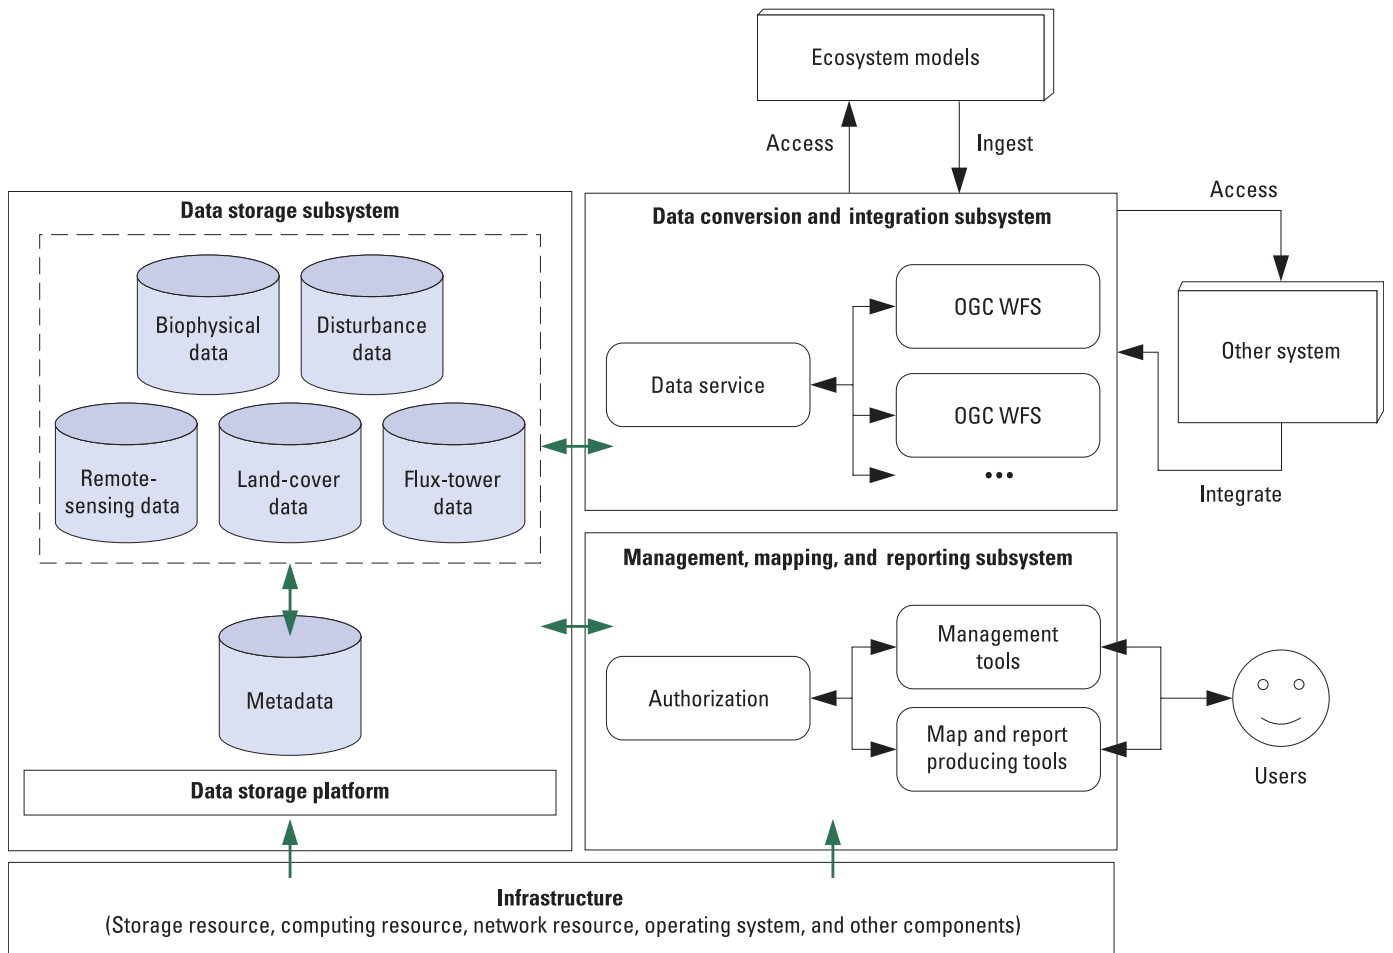 Ecosystem models
Access
Ingest
Access
Data storage subsystem
Biophysical
data
Disturbance
data
Remote-
sensing data
Land-cover
data
Flux-tower
data
Metadata
Data storage platform
Data conversion and integration subsystem
Data service
OGC WFS
OGC WFS
•••
Other system
Integrate
Management, mapping, and reporting subsystem
Authorization
Management
tools
Map and report
producing tools
Users
Infrastructure
(Storage resource, computing resource, network resource, operating system, and other components)